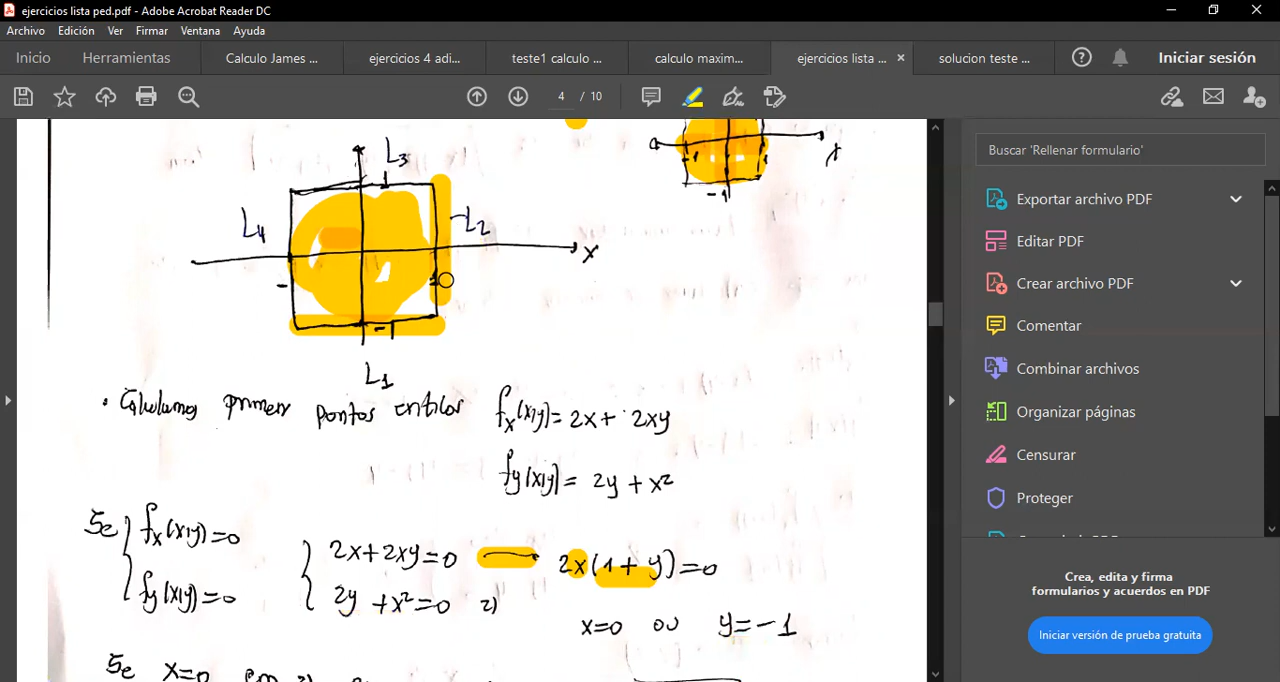 ejercicios lista ped.pdf - Adobe Acrobat Reader DC
Archivo Edición Ver Firmar Ventana Ayuda
Inicio Herramientas Calculo James ... ejercicios 4 adi... teste1 calculo ... calculo maxim... ejercicios lista ... × solucion teste ... Iniciar sesión
4 / 10
Buscar 'Rellenar formulario'
Exportar archivo PDF
Editar PDF
Crear archivo PDF
Comentar
Combinar archivos
Organizar páginas
Censurar
Proteger
Crea, edita y firma
formularios y acuerdos en PDF
Iniciar versión de prueba gratuita
-1 x
-1
L3
1
L4 L2
x
- 1
-1
L1
pontos fx(x,y) = 2x + 2xy
fy(x,y) = 2y + x²
Se fx(x,y)=0 2x+2xy=0 2x(1+y)=0
fy(x,y)=0 2y +x²=0 2)
x=0 ou y=-1
Se x=0